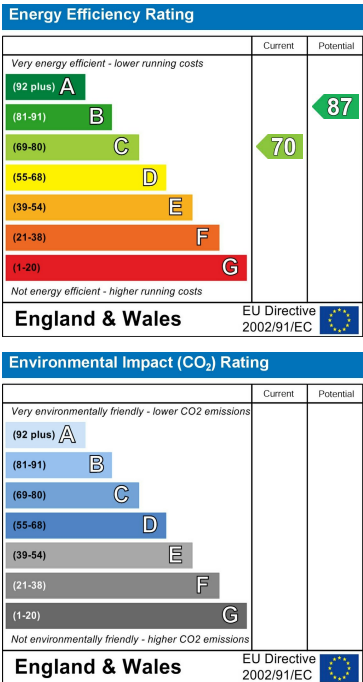 Energy Efficiency Rating
Current Potential
Very energy efficient - lower running costs
(92 plus) A
(81-91) B
87
(69-80) C
70
(55-68) D
(39-54) E
(21-38) F
(1-20) G
Not energy efficient - higher running costs
England & Wales
EU Directive
2002/91/EC
Environmental Impact (CO₂) Rating
Current Potential
Very environmentally friendly - lower CO2 emissions
(92 plus) A
(81-91) B
(69-80) C
(55-68) D
(39-54) E
(21-38) F
(1-20) G
Not environmentally friendly - higher CO2 emissions
England & Wales
EU Directive
2002/91/EC